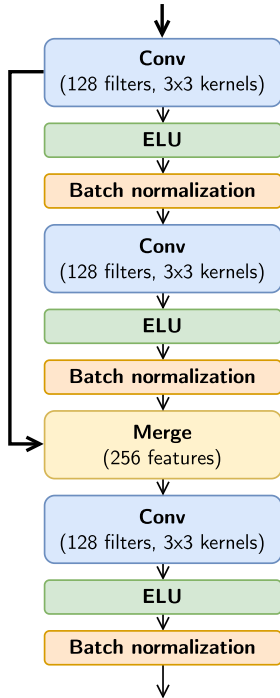 Conv
(128 filters, 3x3 kernels)
ELU
Batch normalization
Conv
(128 filters, 3x3 kernels)
ELU
Batch normalization
Merge
(256 features)
Conv
(128 filters, 3x3 kernels)
ELU
Batch normalization